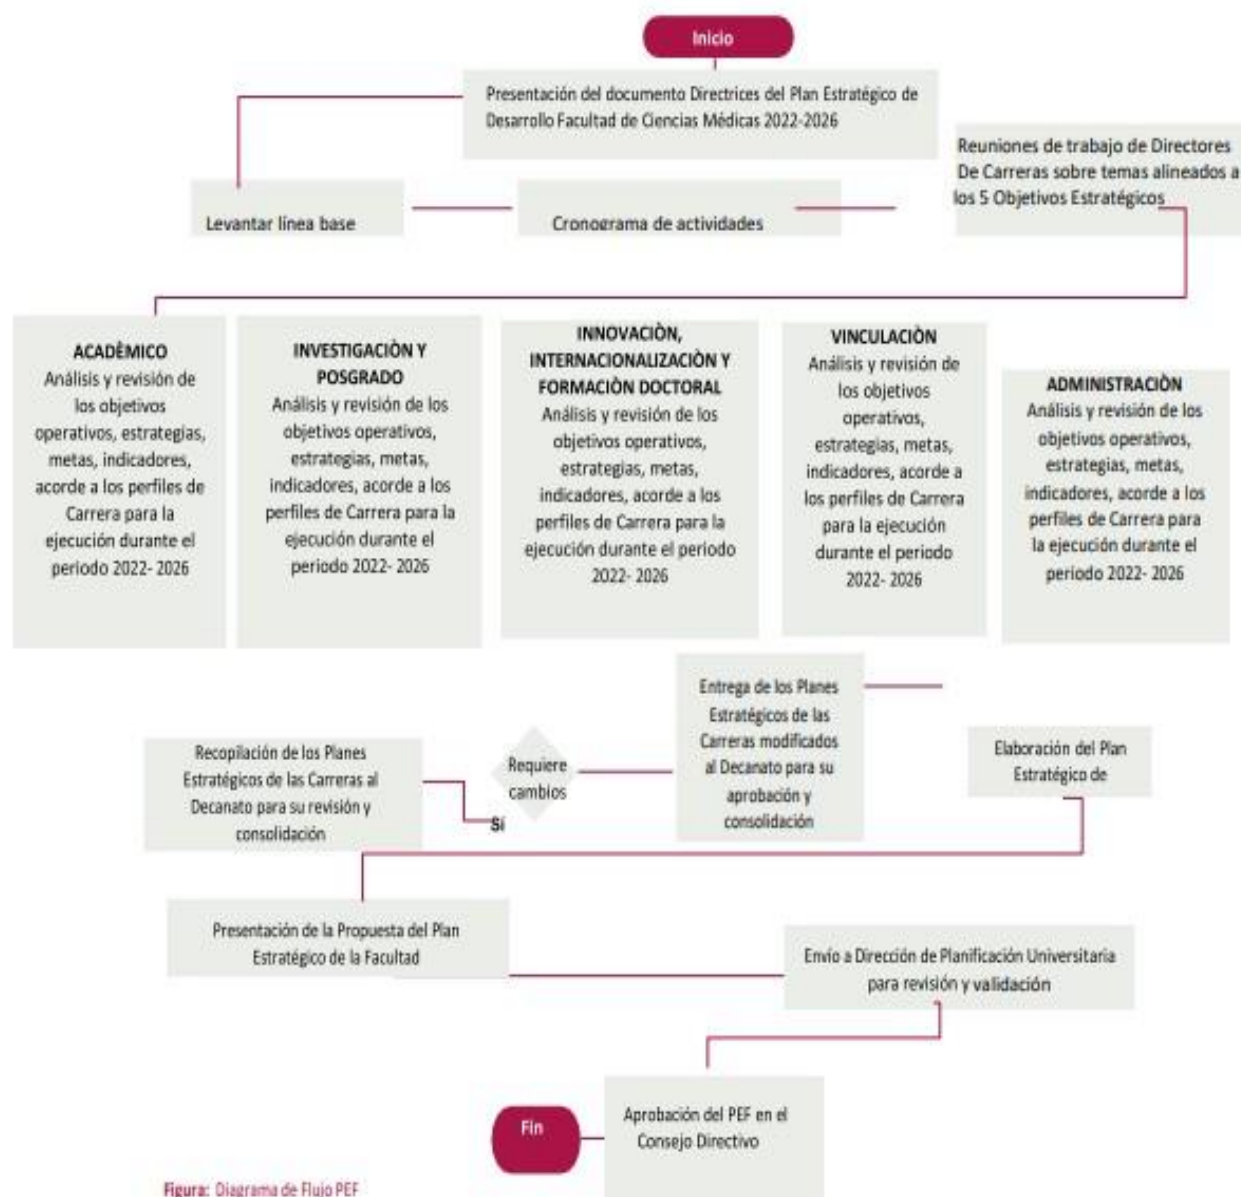 Inicio
Presentación del documento Directrices del Plan Estratégico de
Desarrollo Facultad de Ciencias Médicas 2022-2026
Reuniones de trabajo de Directores
De Carreras sobre temas alineados a
los 5 Objetivos Estratégicos
Levantar línea base
Cronograma de actividades
ACADÈMICO
Análisis y revisión de
los objetivos
operativos, estrategias,
metas, indicadores,
acorde a los perfiles de
Carrera para la
ejecución durante el
periodo 2022- 2026
INVESTIGACIÒN Y
POSGRADO
Análisis y revisión de los
objetivos operativos,
estrategias, metas,
indicadores, acorde a los
perfiles de Carrera para la
ejecución durante el
periodo 2022- 2026
INNOVACIÒN,
INTERNACIONALIZACIÒN Y
FORMACIÒN DOCTORAL
Análisis y revisión de los
objetivos operativos,
estrategias, metas,
indicadores, acorde a los
perfiles de Carrera para la
ejecución durante el periodo
2022- 2026
VINCULACIÒN
Análisis y revisión de
los objetivos
operativos,
estrategias, metas,
indicadores, acorde a
los perfiles de Carrera
para la ejecución
durante el periodo
2022- 2026
ADMINISTRACIÒN
Análisis y revisión de los
objetivos operativos,
estrategias, metas,
indicadores, acorde a los
perfiles de Carrera para
la ejecución durante el
periodo 2022- 2026
Recopilación de los Planes
Estratégicos de las Carreras al
Decanato para su revisión y
consolidación
Requiere
cambios
Sí
Entrega de los Planes
Estratégicos de las
Carreras modificados
al Decanato para su
aprobación y
consolidación
Elaboración del Plan
Estratégico de
Presentación de la Propuesta del Plan
Estratégico de la Facultad
Envío a Dirección de Planificación Universitaria
para revisión y validación
Aprobación del PEF en el
Consejo Directivo
Fin
Figura: Diagrama de Flujo PEF